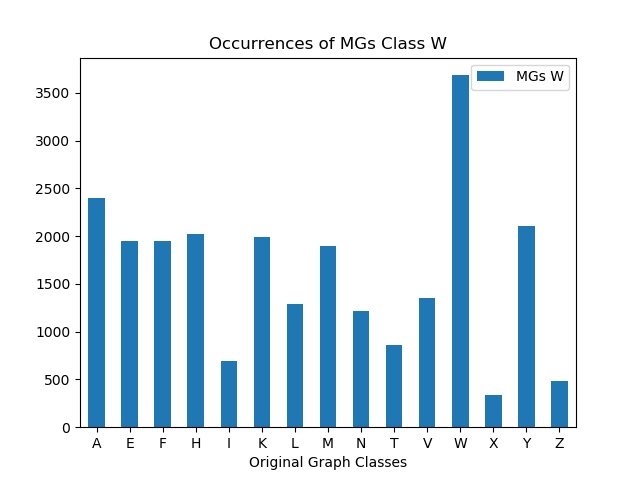 Occurrences of MGs Class W
MGs W
3500
3000
2500
2000
1500
1000
500
0
A E F H I K L M N T V W X Y Z
Original Graph Classes